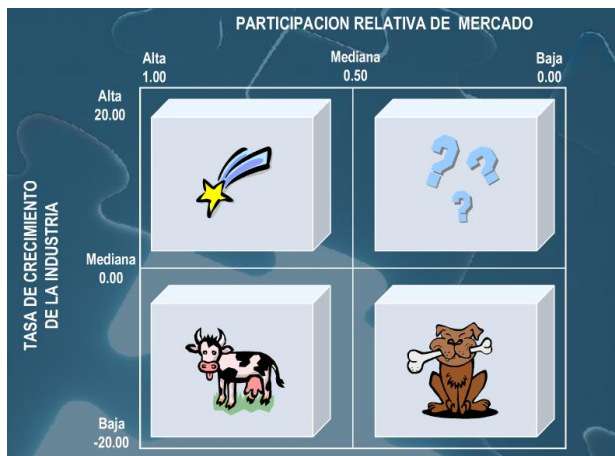 PARTICIPACION RELATIVA DE MERCADO
Alta
1.00
Mediana
0.50
Baja
0.00
Alta
20.00
TASA DE CRECIMIENTO
DE LA INDUSTRIA
? ? ?
Mediana
0.00
Baja
-20.00